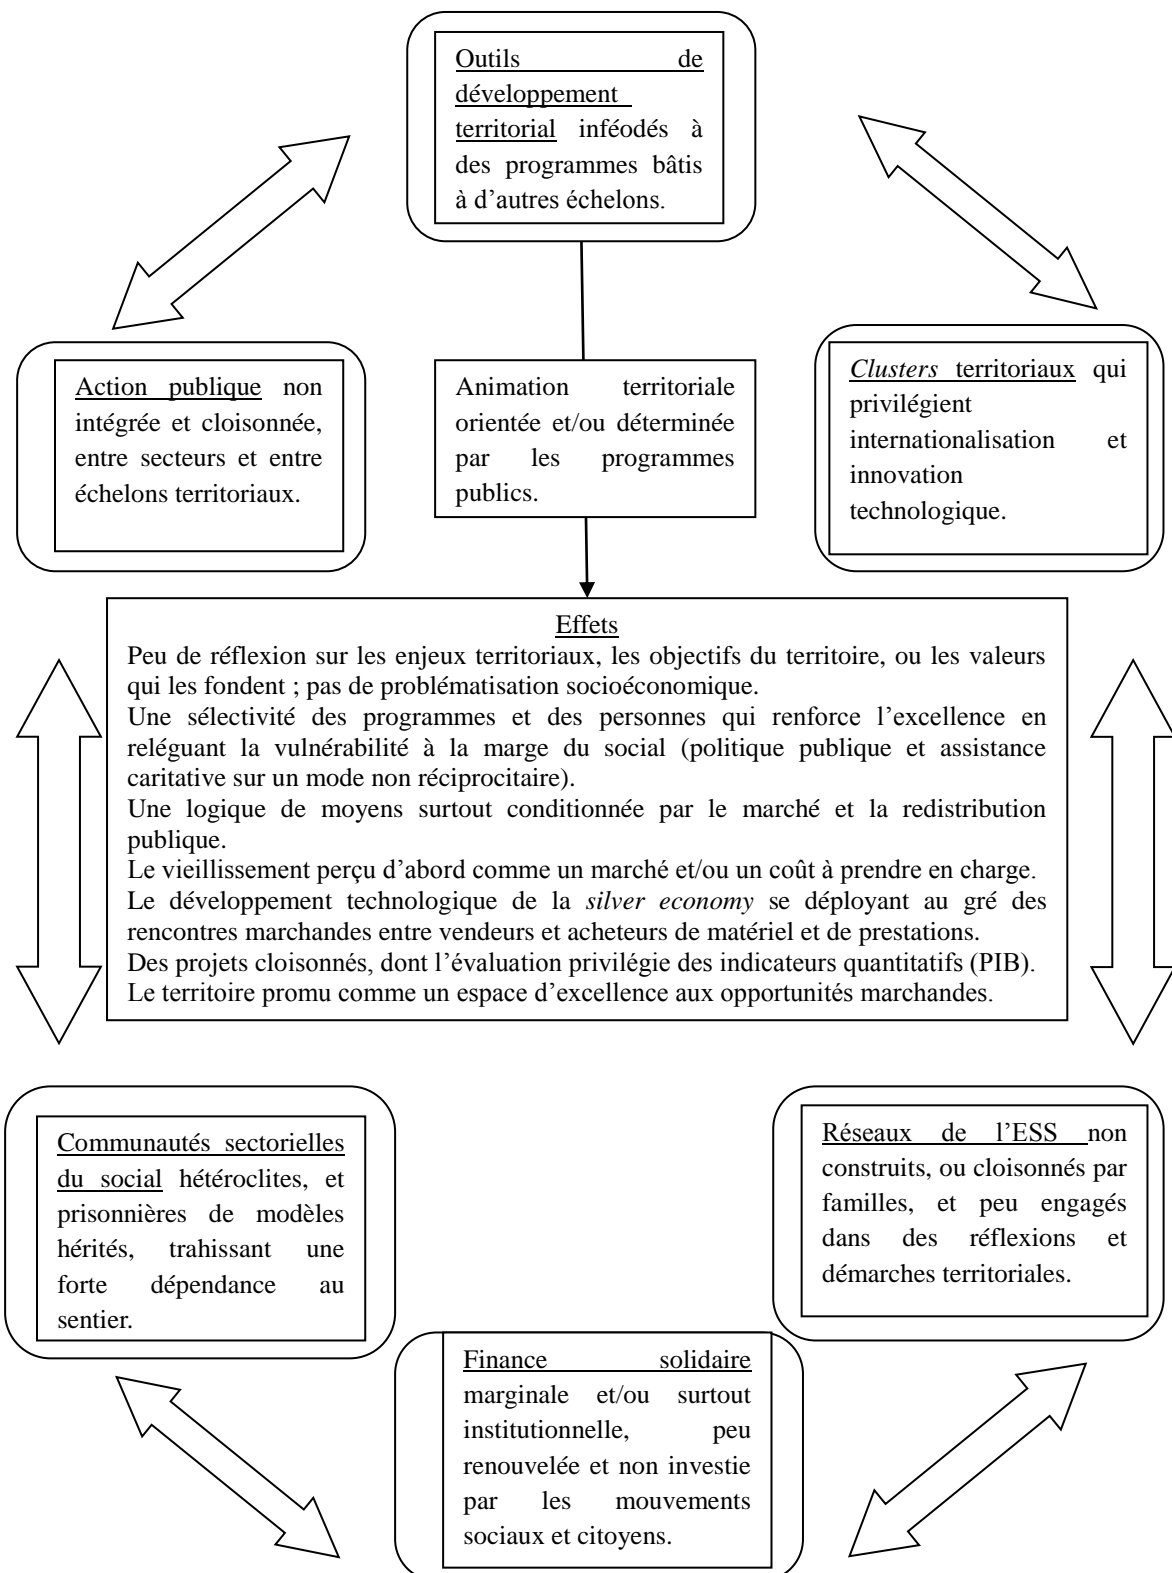 Outils de
développement
territorial inféodés à
des programmes bâtis
à d'autres échelons.
Action publique non
intégrée et cloisonnée,
entre secteurs et entre
échelons territoriaux.
Animation territoriale
orientée et/ou déterminée
par les programmes
publics.
Clusters territoriaux qui
privilégient
internationalisation et
innovation
technologique.
Effets
Peu de réflexion sur les enjeux territoriaux, les objectifs du territoire, ou les valeurs
qui les fondent ; pas de problématisation socioéconomique.
Une sélectivité des programmes et des personnes qui renforce l'excellence en
reléguant la vulnérabilité à la marge du social (politique publique et assistance
caritative sur un mode non réciprocitaire).
Une logique de moyens surtout conditionnée par le marché et la redistribution
publique.
Le vieillissement perçu d'abord comme un marché et/ou un coût à prendre en charge.
Le développement technologique de la silver economy se déployant au gré des
rencontres marchandes entre vendeurs et acheteurs de matériel et de prestations.
Des projets cloisonnés, dont l'évaluation privilégie des indicateurs quantitatifs (PIB).
Le territoire promu comme un espace d'excellence aux opportunités marchandes.
Communautés sectorielles
du social hétéroclites, et
prisonnières de modèles
hérités, trahissant une
forte dépendance au
sentier.
Réseaux de l'ESS non
construits, ou cloisonnés par
familles, et peu engagés
dans des réflexions et
démarches territoriales.
Finance solidaire
marginale et/ou surtout
institutionnelle, peu
renouvelée et non investie
par les mouvements
sociaux et citoyens.